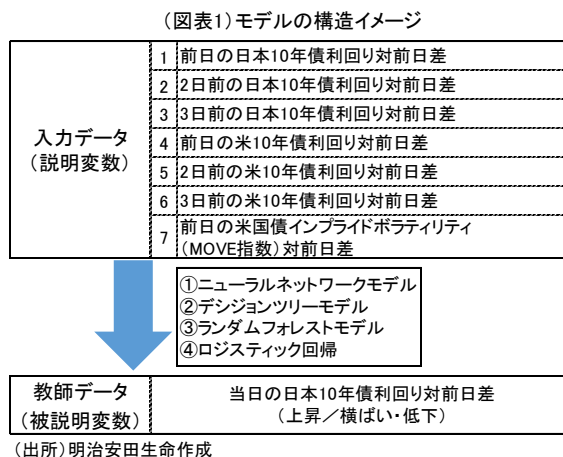 （図表1）モデルの構造イメージ
入力データ
（説明変数）
1 前日の日本10年債利回り対前日差
2 2日前の日本10年債利回り対前日差
3 3日前の日本10年債利回り対前日差
4 前日の米10年債利回り対前日差
5 2日前の米10年債利回り対前日差
6 3日前の米10年債利回り対前日差
7 前日の米国債インプライドボラティリティ
（MOVE指数）対前日差
①ニューラルネットワークモデル
②デシジョンツリーモデル
③ランダムフォレストモデル
④ロジスティック回帰
教師データ
（被説明変数）
当日の日本10年債利回り対前日差
（上昇／横ばい・低下）
（出所）明治安田生命作成